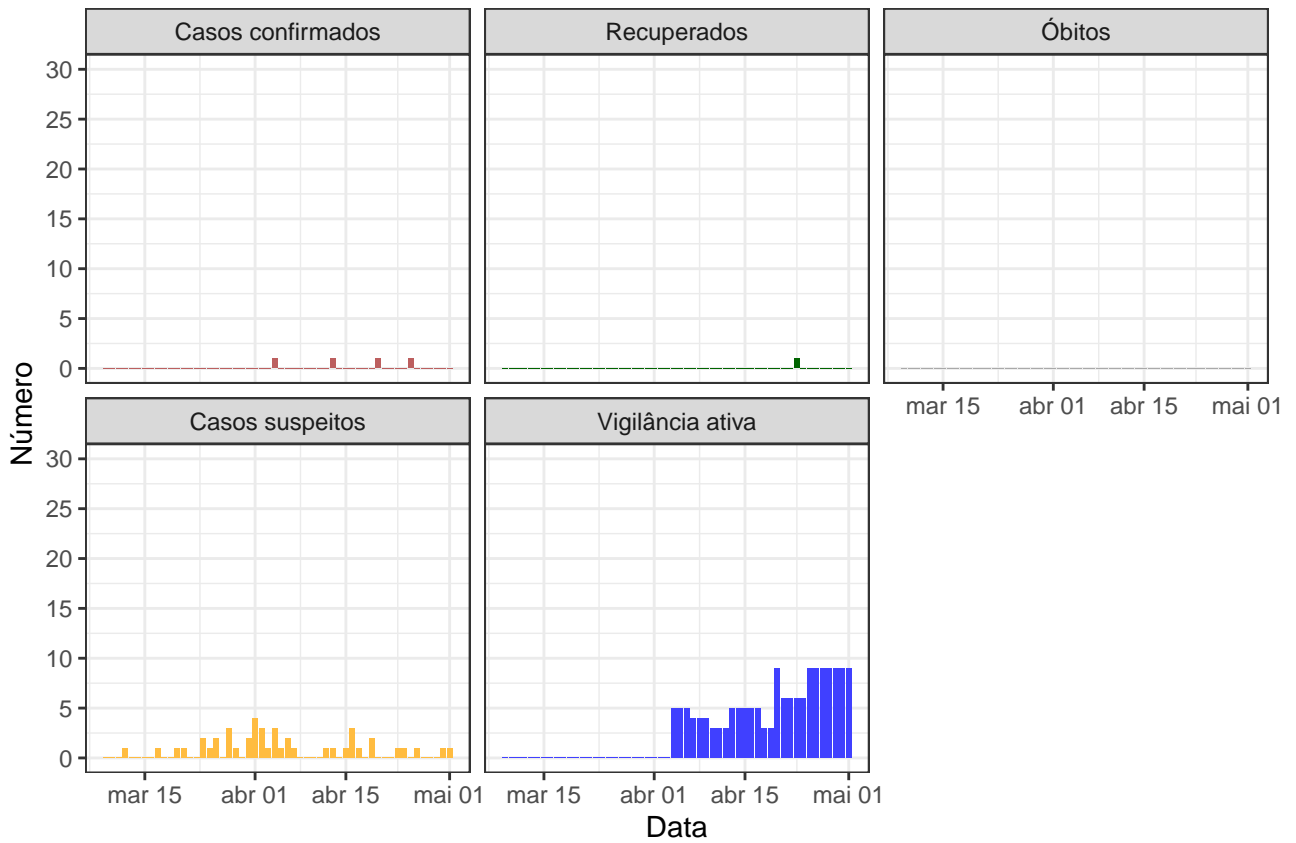 Casos confirmados Recuperados Óbitos
30
25
20
15
10
5
0
mar 15 abr 01 abr 15 mai 01
Número
Casos suspeitos Vigilância ativa
30
25
20
15
10
5
0
mar 15 abr 01 abr 15 mai 01 mar 15 abr 01 abr 15 mai 01
Data